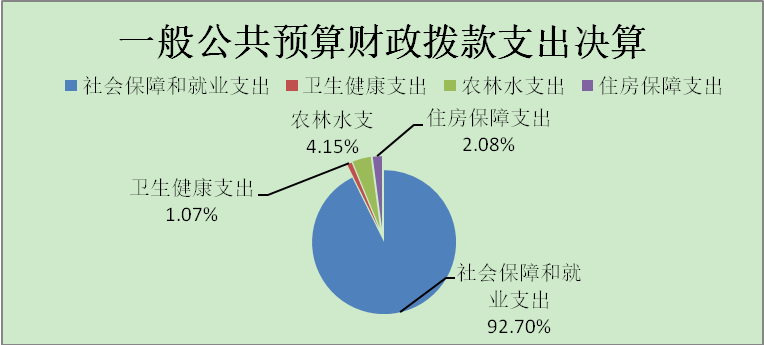 一般公共预算财政拨款支出决算
社会保障和就业支出 卫生健康支出 农林水支出 住房保障支出
农林水支
4.15%
住房保障支出
2.08%
卫生健康支出
1.07%
社会保障和就
业支出
92.70%